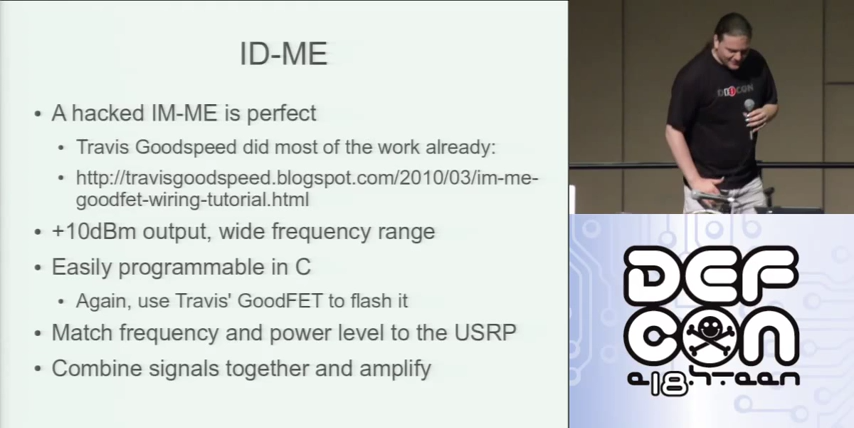 ID-ME
• A hacked IM-ME is perfect
• Travis Goodspeed did most of the work already:
• http://travisgoodspeed.blogspot.com/2010/03/im-me-
goodfet-wiring-tutorial.html
• +10dBm output, wide frequency range
• Easily programmable in C
• Again, use Travis' GoodFET to flash it
• Match frequency and power level to the USRP
• Combine signals together and amplify
DEF
CON
e18h-teen